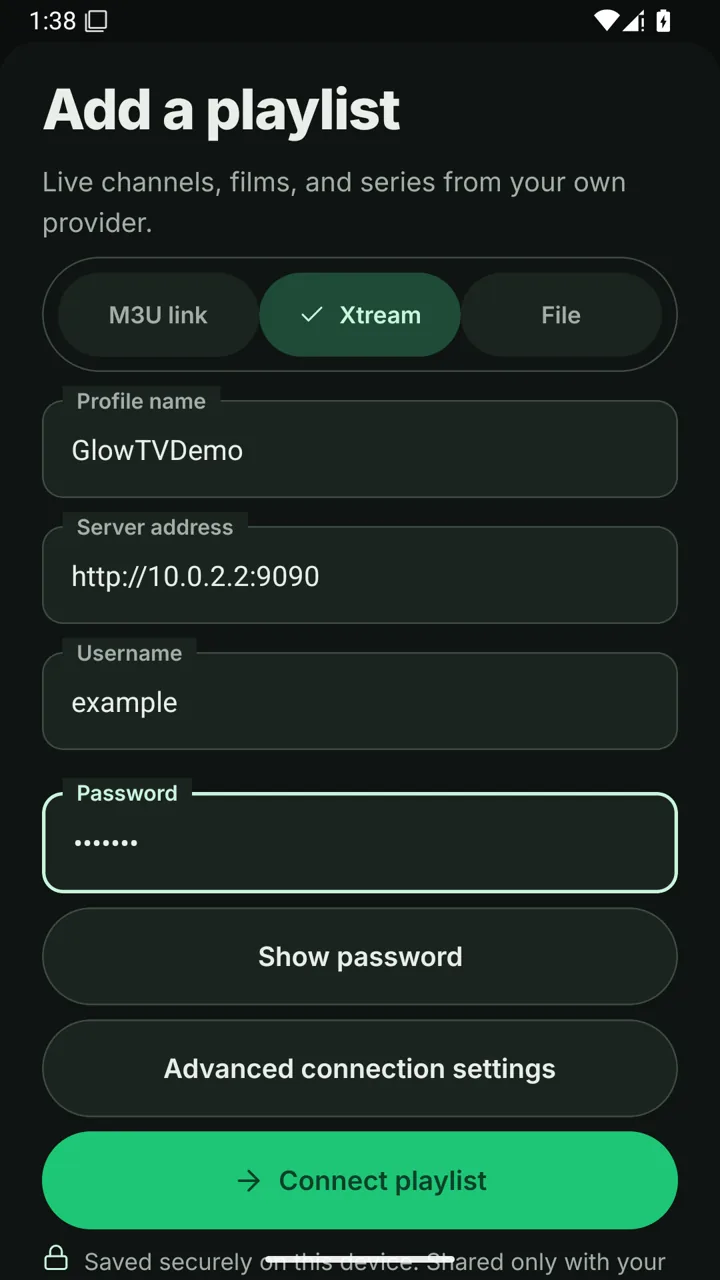 1:38
Add a playlist
Live channels, films, and series from your own
provider.
M3U link
Xtream
File
Profile name
GlowTVDemo
Server address
http://10.0.2.2:9090
Username
example
Password
•••••••
Show password
Advanced connection settings
Connect playlist
Saved securely on this device. Shared only with your